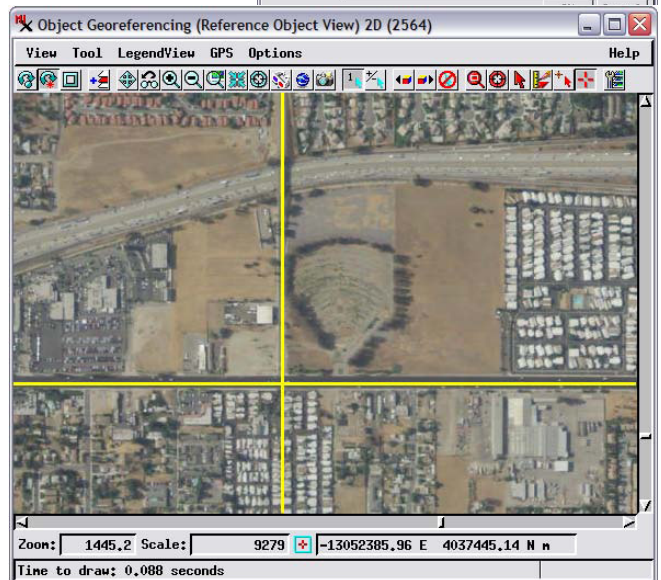 Object Georeferencing (Reference Object View) 2D (2564)
View Tool LegendView GPS Options Help
Zoom: 1445.2 Scale: 9279 -13052385.96 E 4037445.14 N m
Time to draw: 0.088 seconds